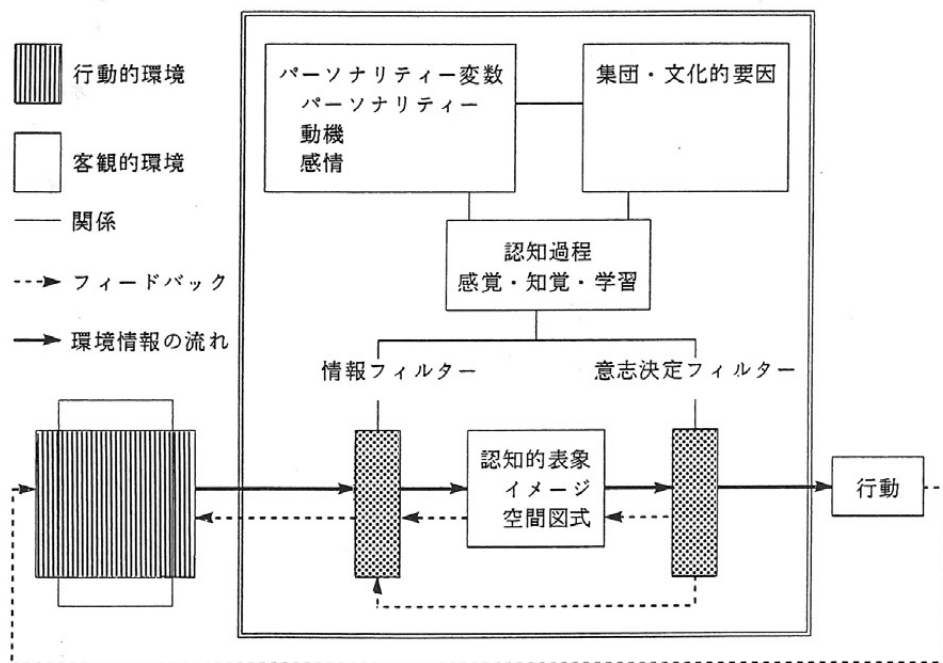 行動的環境
客観的環境
関係
フィードバック
環境情報の流れ
パーソナリティー変数
パーソナリティー
動機
感情
集団・文化的要因
認知過程
感覚・知覚・学習
情報フィルター
意志決定フィルター
認知的表象
イメージ
空間図式
行動